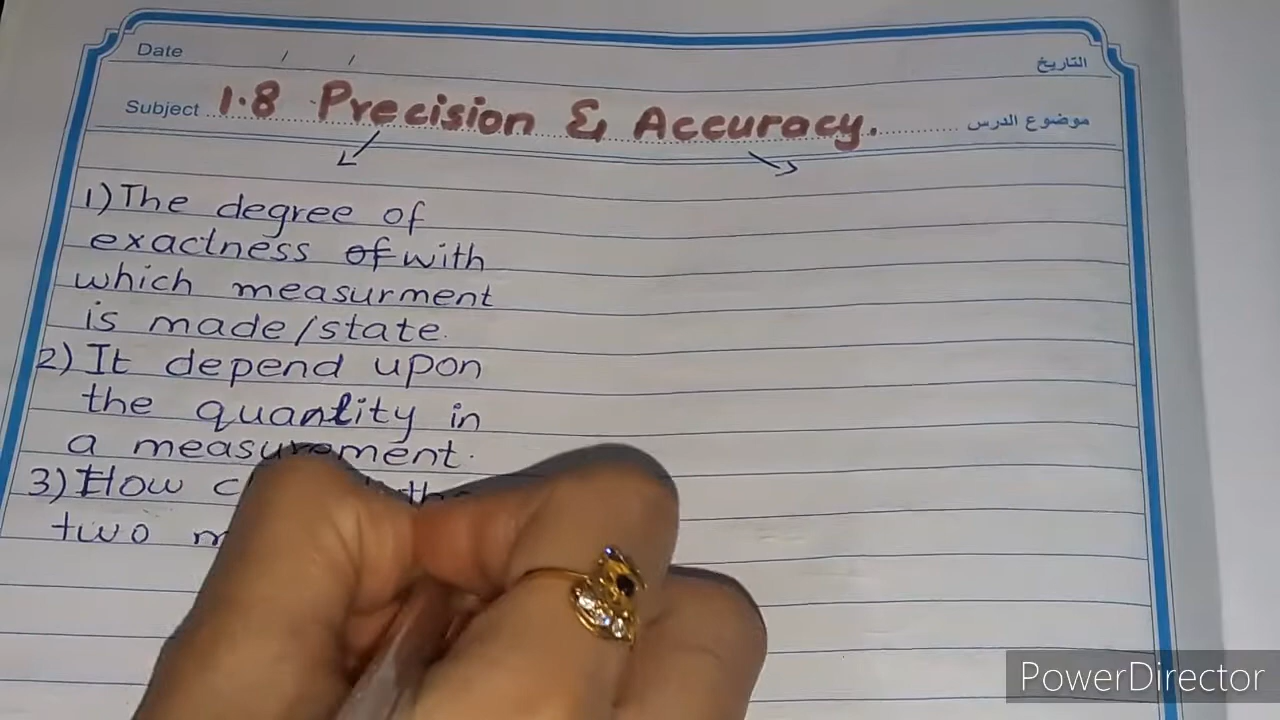 Date / / التاريخ
Subject 1.8 Precision & Accuracy. موضوع الدرس
1) The degree of
exactness of with
which measurment
is made/state.
2) It depend upon
the quantity in
a measurement.
3) How
two
PowerDirector